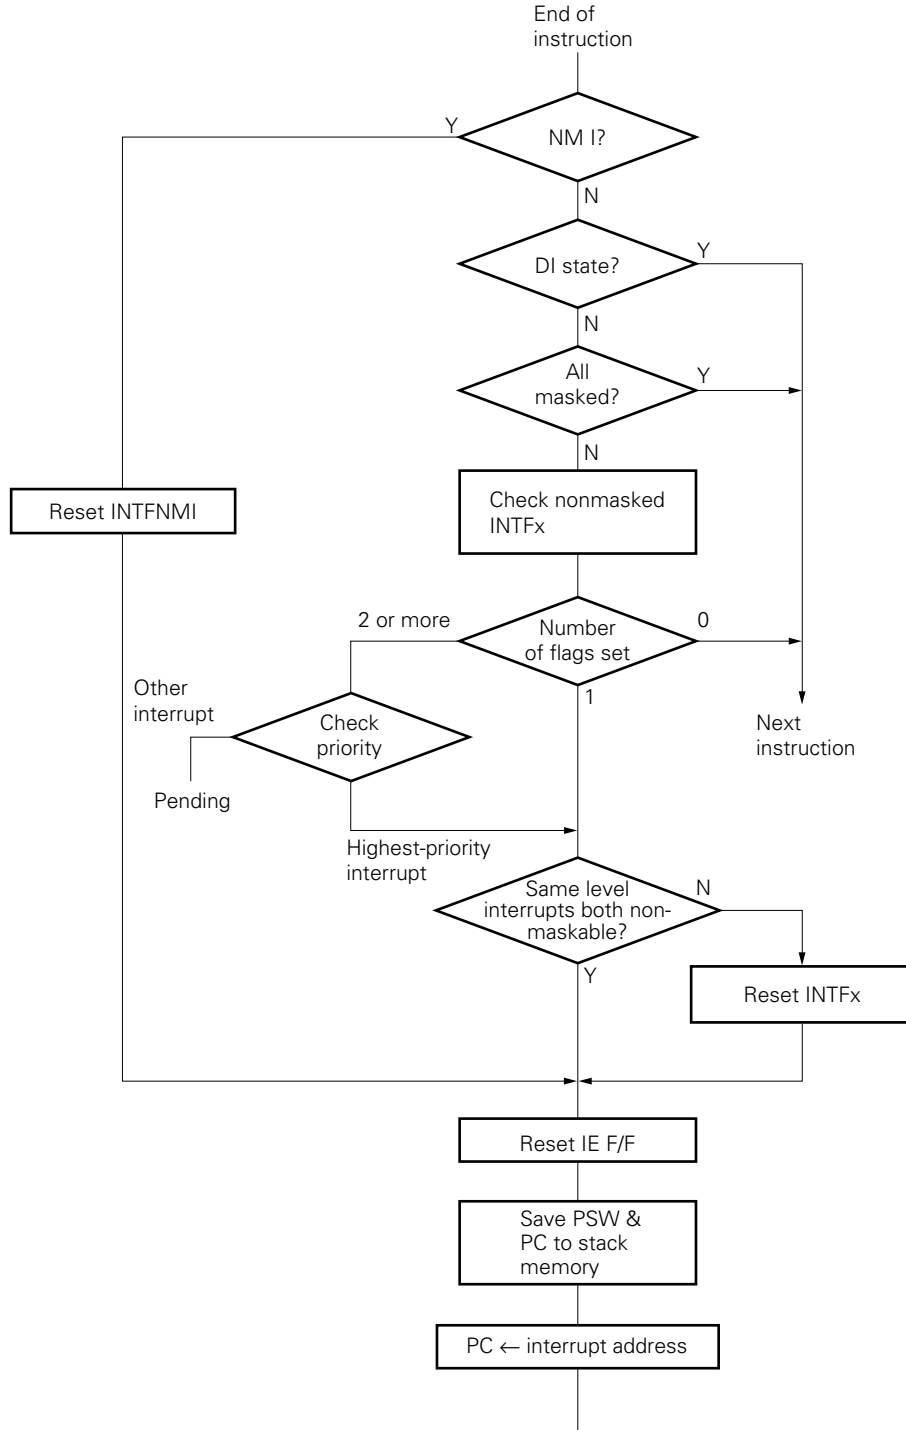 End of
instruction
Y
NM I?
N
DI state?
Y
N
All
masked?
Y
N
Reset INTFNMI
Check nonmasked
INTFx
2 or more
Number
of flags set
0
1
Other
interrupt
Check
priority
Next
instruction
Pending
Highest-priority
interrupt
Same level
interrupts both non-
maskable?
N
Y
Reset INTFx
Reset IE F/F
Save PSW &
PC to stack
memory
PC ← interrupt address